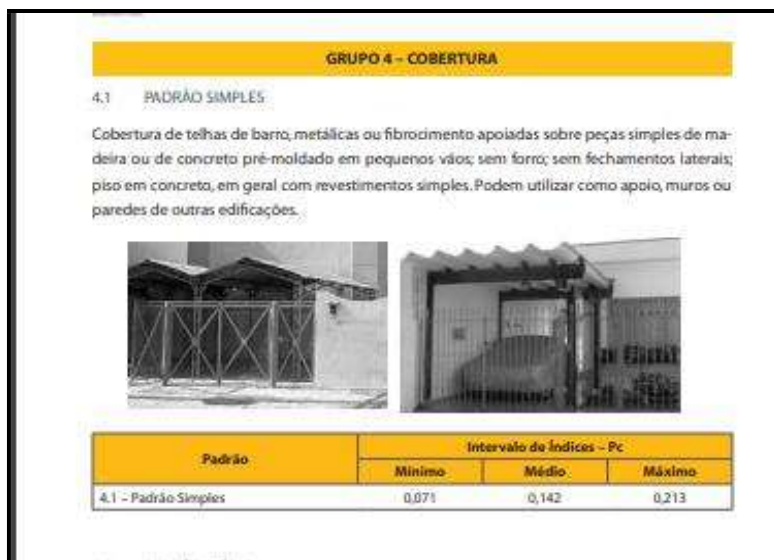 GRUPO 4 – COBERTURA
4.1 PADRÃO SIMPLES
Cobertura de telhas de barro, metálicas ou fibrocimento apoiadas sobre peças simples de ma-
deira ou de concreto pré-moldado em pequenos vãos; sem forro; sem fechamentos laterais;
piso em concreto, em geral com revestimentos simples. Podem utilizar como apoio, muros ou
paredes de outras edificações.
Padrão
Intervalo de Índices – Pc
Mínimo Médio Máximo
4.1 – Padrão Simples 0,071 0,142 0,213